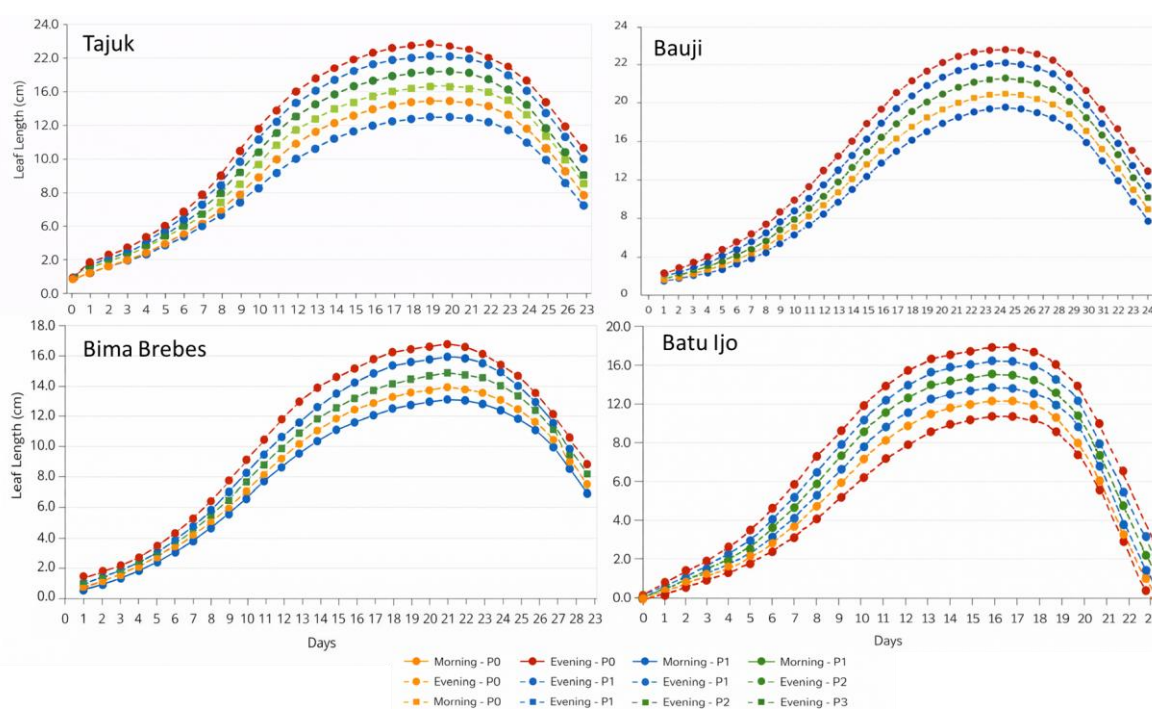 Tajuk
Leaf Length (cm)
24.0
22.0
16.0
12.0
10.0
8.0
6.0
2.0
0.0
0 1 2 3 4 5 6 7 8 9 10 11 12 13 14 15 16 17 18 19 20 21 22 23 24 25 26 23
Bauji
24
22
20
16
12
8
4
0
0 1 2 3 4 5 6 7 8 9 10 11 12 13 14 15 16 17 18 19 20 21 22 23 24 25 26 27 28 29 30 31 22 23 24
Bima Brebes
Leaf Length (cm)
18.0
16.0
14.0
12.0
10.0
8.0
6.0
4.0
2.0
0.0
0 1 2 3 4 5 6 7 8 9 10 11 12 13 14 15 16 17 18 19 20 21 22 23 24 25 26 27 28 23
Days
Batu Ijo
20.0
16.0
12.0
8.0
6.0
4.0
2.0
0.0
0 1 2 3 4 5 6 7 8 9 10 11 12 13 14 15 16 17 18 19 20 21 22 23
Days
Morning - P0 Evening - P0 Morning - P1 Morning - P1
Evening - P0 Evening - P1 Evening - P1 Evening - P2
Morning - P0 Evening - P1 Evening - P2 Evening - P3